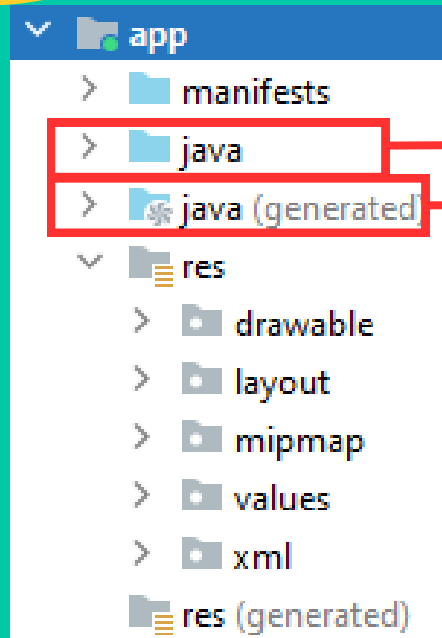 app
manifests
java
java (generated)
res
drawable
layout
mipmap
values
xml
res (generated)